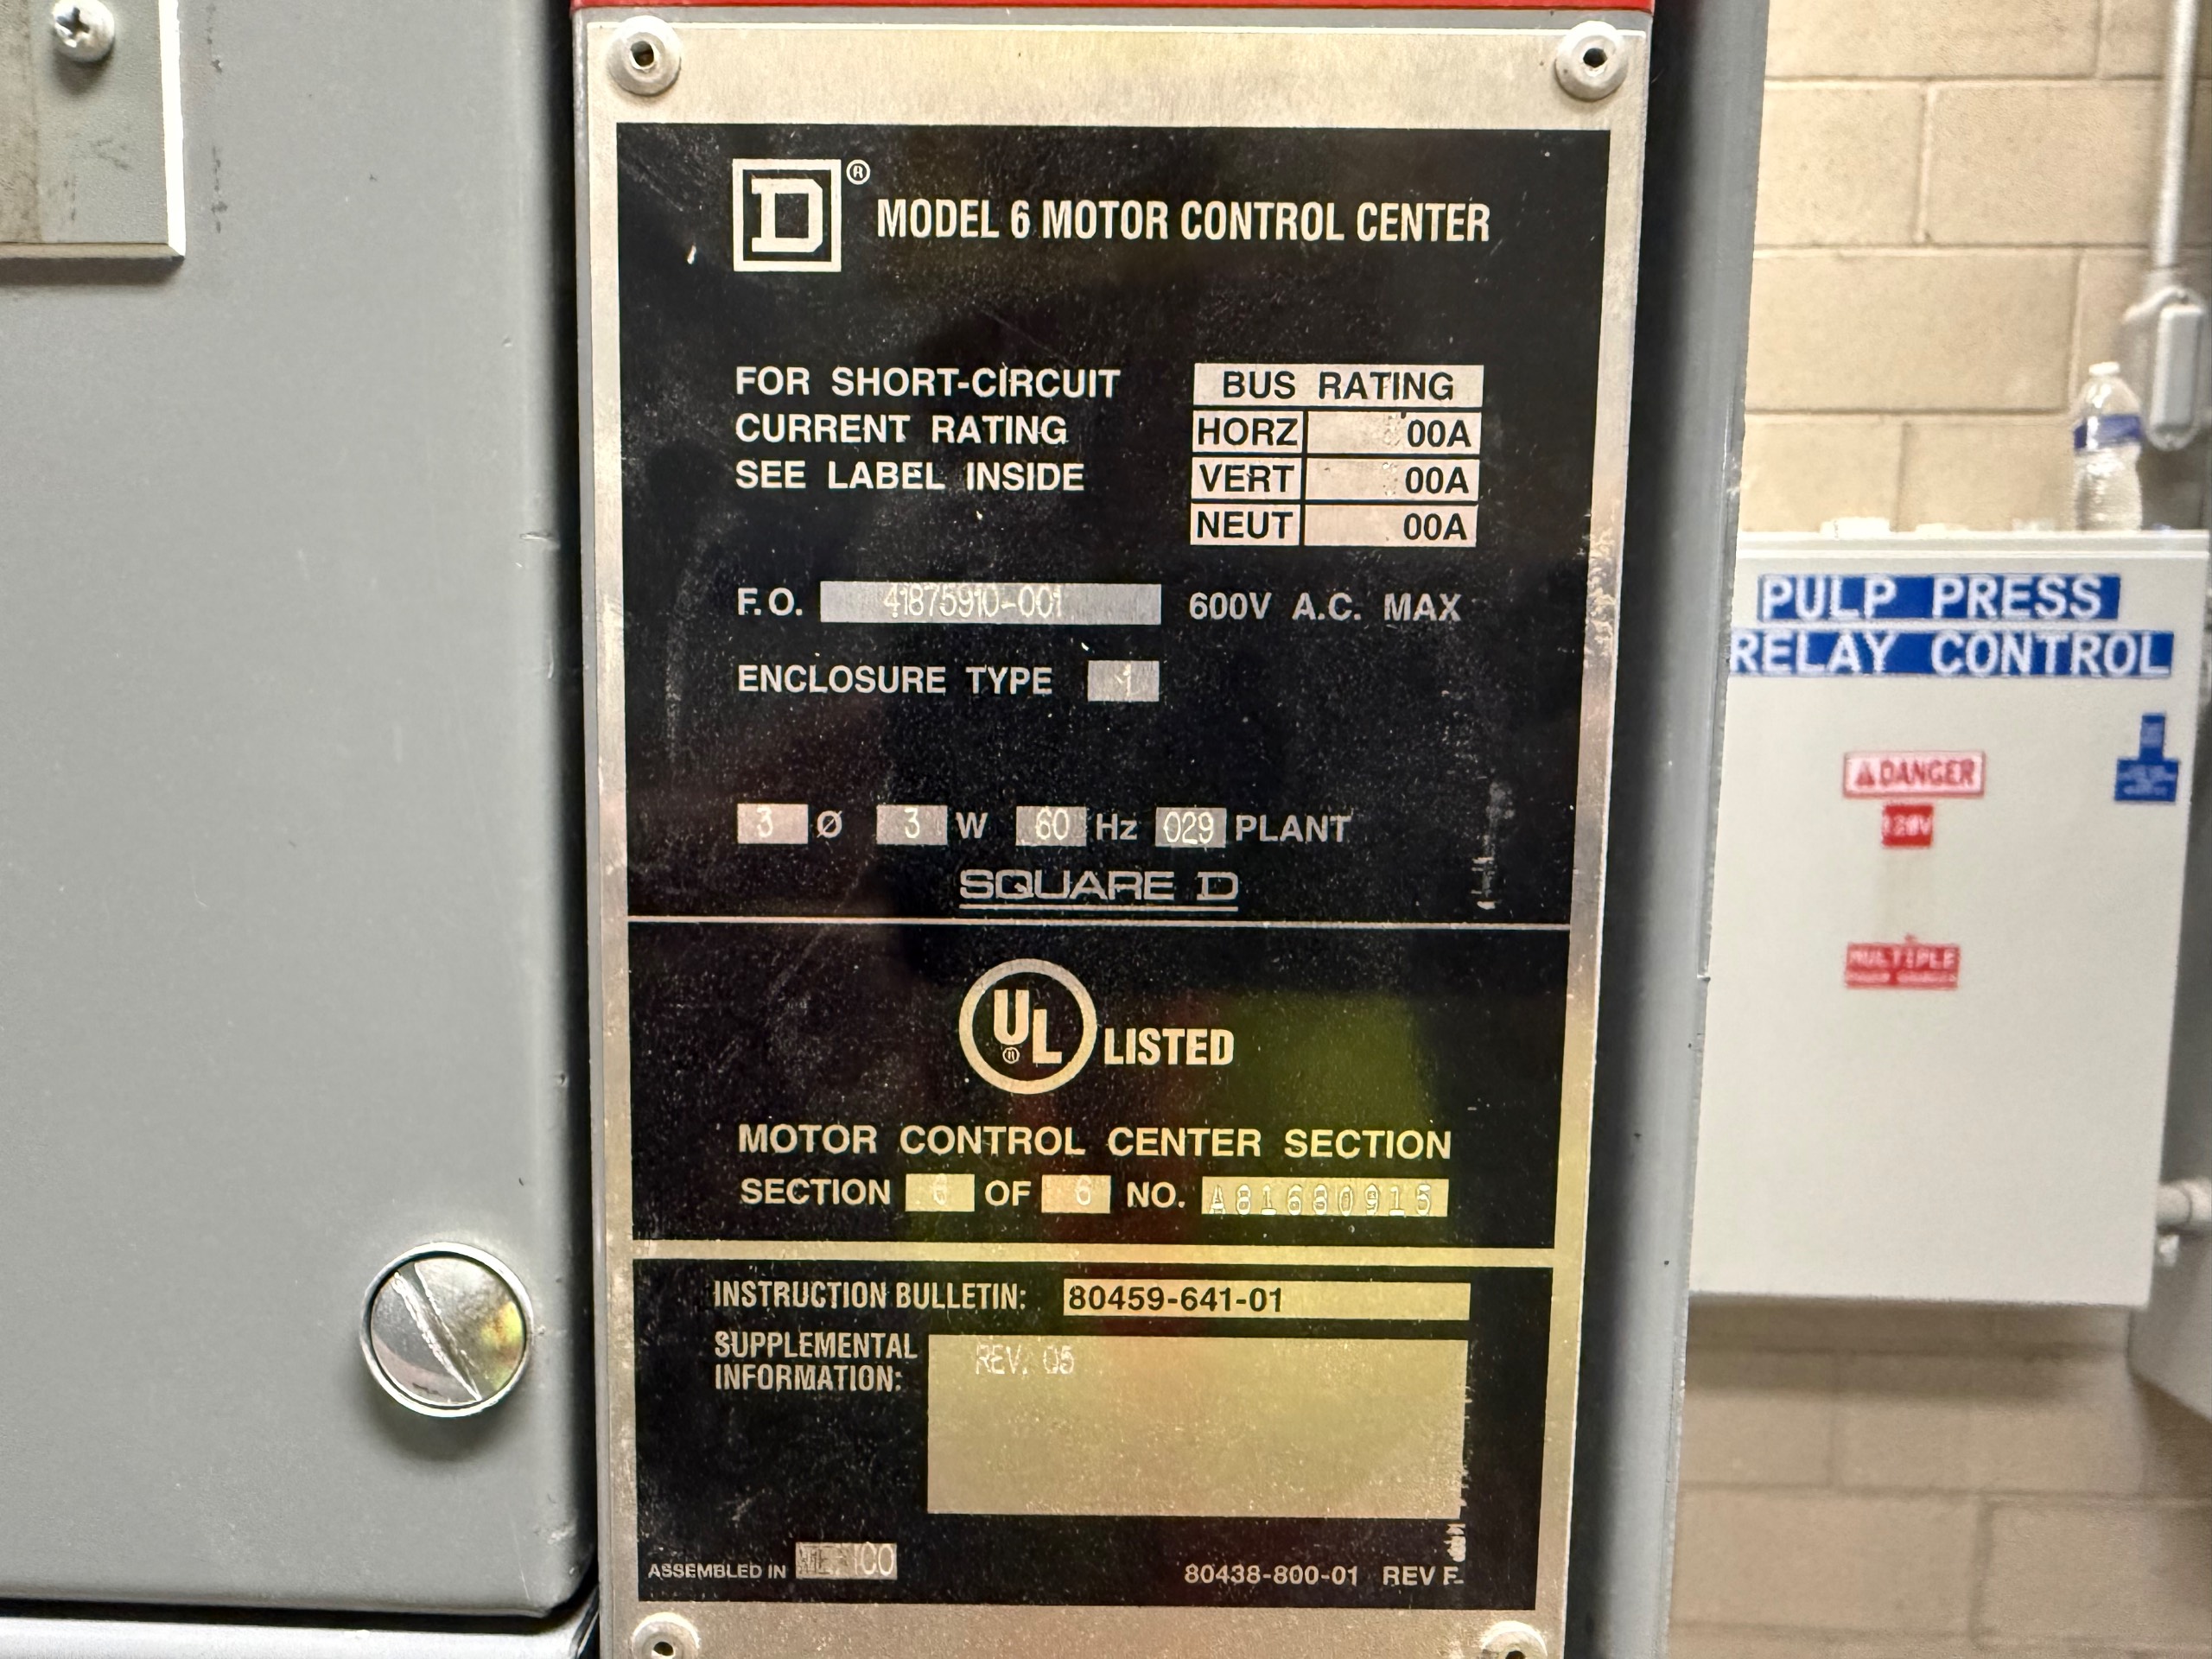 D®
MODEL 6 MOTOR CONTROL CENTER
FOR SHORT-CIRCUIT
CURRENT RATING
SEE LABEL INSIDE
BUS RATING
HORZ 00A
VERT 00A
NEUT 00A
F.O. 41875910-001 600V A.C. MAX
ENCLOSURE TYPE 1
3 Ø 3 W 60 Hz 029 PLANT
SQUARE D
UL ® LISTED
MOTOR CONTROL CENTER SECTION
SECTION 6 OF 6 NO. A81680915
INSTRUCTION BULLETIN: 80459-641-01
SUPPLEMENTAL
INFORMATION:
REV. 05
ASSEMBLED IN MEXICO
80438-800-01 REV F
PULP PRESS
RELAY CONTROL
DANGER
120V
MULTIPLE